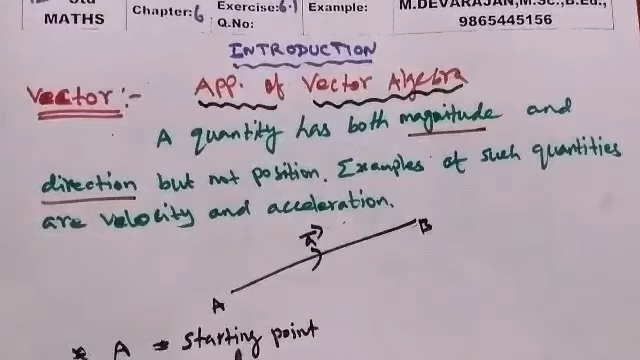 Std
MATHS
Chapter: 6
Exercise: 6.1
Q.No:
Example:
M.DEVARAJAN,M.Sc.,B.Ed.,
9865445156
INTRODUCTION
App. of Vector Algebra
Vector:-
A quantity has both magnitude and
direction but not position. Examples of such quantities
are velocity and acceleration.
B
A
* A = starting point